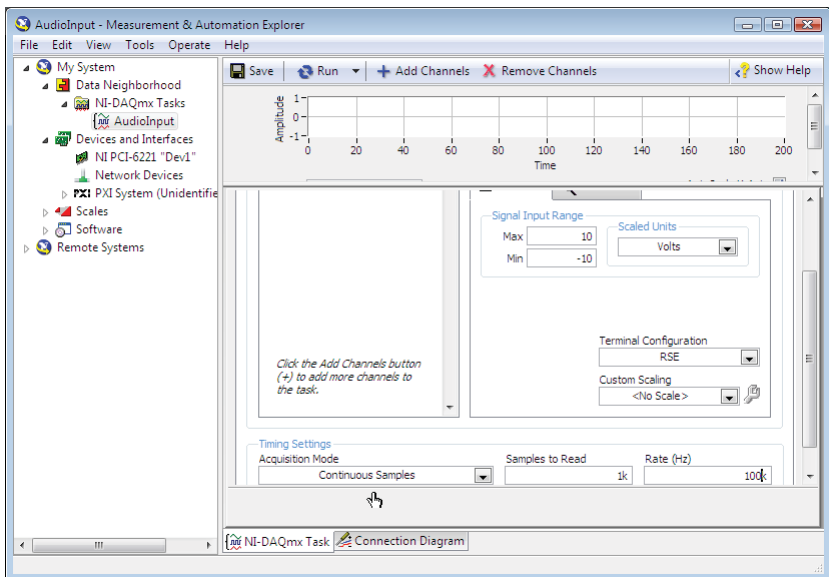 AudioInput - Measurement & Automation Explorer
File Edit View Tools Operate Help
My System
Data Neighborhood
NI-DAQmx Tasks
AudioInput
Devices and Interfaces
NI PCI-6221 "Dev1"
Network Devices
PXI PXI System (Unidentifie
Scales
Software
Remote Systems
Save Run Add Channels Remove Channels Show Help
Amplitude
1
0
-1
0 20 40 60 80 100 120 140 160 180 200
Time
Signal Input Range
Max 10
Min -10
Scaled Units
Volts
Click the Add Channels button
(+) to add more channels to
the task.
Terminal Configuration
RSE
Custom Scaling
<No Scale>
Timing Settings
Acquisition Mode Samples to Read Rate (Hz)
Continuous Samples 1k 100k
NI-DAQmx Task Connection Diagram